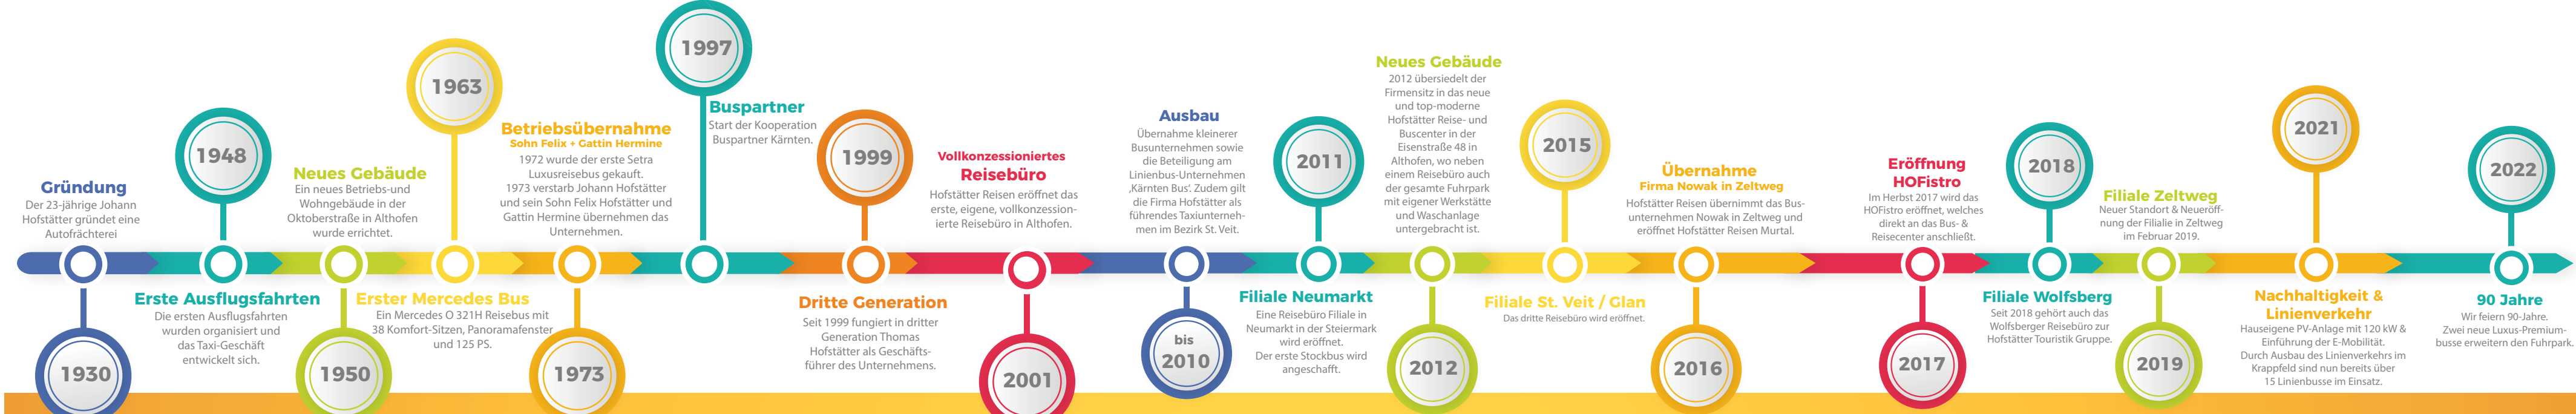 Gründung
Der 23-jährige Johann
Hofstätter gründet eine
Autofrächterei
1930
1948
Erste Ausflugsfahrten
Die ersten Ausflugsfahrten
wurden organisiert und
das Taxi-Geschäft
entwickelt sich.
Neues Gebäude
Ein neues Betriebs-und
Wohngebäude in der
Oktoberstraße in Althofen
wurde errichtet.
1950
1963
Erster Mercedes Bus
Ein Mercedes O 321H Reisebus mit
38 Komfort-Sitzen, Panoramafenster
und 125 PS.
Betriebsübernahme
Sohn Felix + Gattin Hermine
1972 wurde der erste Setra
Luxusreisebus gekauft.
1973 verstarb Johann Hofstätter
und sein Sohn Felix Hofstätter und
Gattin Hermine übernehmen das
Unternehmen.
1973
1997
Buspartner
Start der Kooperation
Buspartner Kärnten.
1999
Dritte Generation
Seit 1999 fungiert in dritter
Generation Thomas
Hofstätter als Geschäfts-
führer des Unternehmens.
Vollkonzessioniertes
Reisebüro
Hofstätter Reisen eröffnet das
erste, eigene, vollkonzession-
ierte Reisebüro in Althofen.
2001
Ausbau
Übernahme kleinerer
Busunternehmen sowie
die Beteiligung am
Linienbus-Unternehmen
‚Kärnten Bus‘. Zudem gilt
die Firma Hofstätter als
führendes Taxiunterneh-
men im Bezirk St. Veit.
bis
2010
2011
Filiale Neumarkt
Eine Reisebüro Filiale in
Neumarkt in der Steiermark
wird eröffnet.
Der erste Stockbus wird
angeschafft.
Neues Gebäude
2012 übersiedelt der
Firmensitz in das neue
und top-moderne
Hofstätter Reise- und
Buscenter in der
Eisenstraße 48 in
Althofen, wo neben
einem Reisebüro auch
der gesamte Fuhrpark
mit eigener Werkstätte
und Waschanlage
untergebracht ist.
2012
2015
Filiale St. Veit / Glan
Das dritte Reisebüro wird eröffnet.
Übernahme
Firma Nowak in Zeltweg
Hofstätter Reisen übernimmt das Bus-
unternehmen Nowak in Zeltweg und
eröffnet Hofstätter Reisen Murtal.
2016
Eröffnung
HOFistro
Im Herbst 2017 wird das
HOFistro eröffnet, welches
direkt an das Bus- &
Reisecenter anschließt.
2017
2018
Filiale Wolfsberg
Seit 2018 gehört auch das
Wolfsberger Reisebüro zur
Hofstätter Touristik Gruppe.
Filiale Zeltweg
Neuer Standort & Neueröff-
nung der Filialie in Zeltweg
im Februar 2019.
2019
2021
Nachhaltigkeit &
Linienverkehr
Hauseigene PV-Anlage mit 120 kW &
Einführung der E-Mobilität.
Durch Ausbau des Linienverkehrs im
Krappfeld sind nun bereits über
15 Linienbusse im Einsatz.
2022
90 Jahre
Wir feiern 90-Jahre.
Zwei neue Luxus-Premium-
busse erweitern den Fuhrpark.